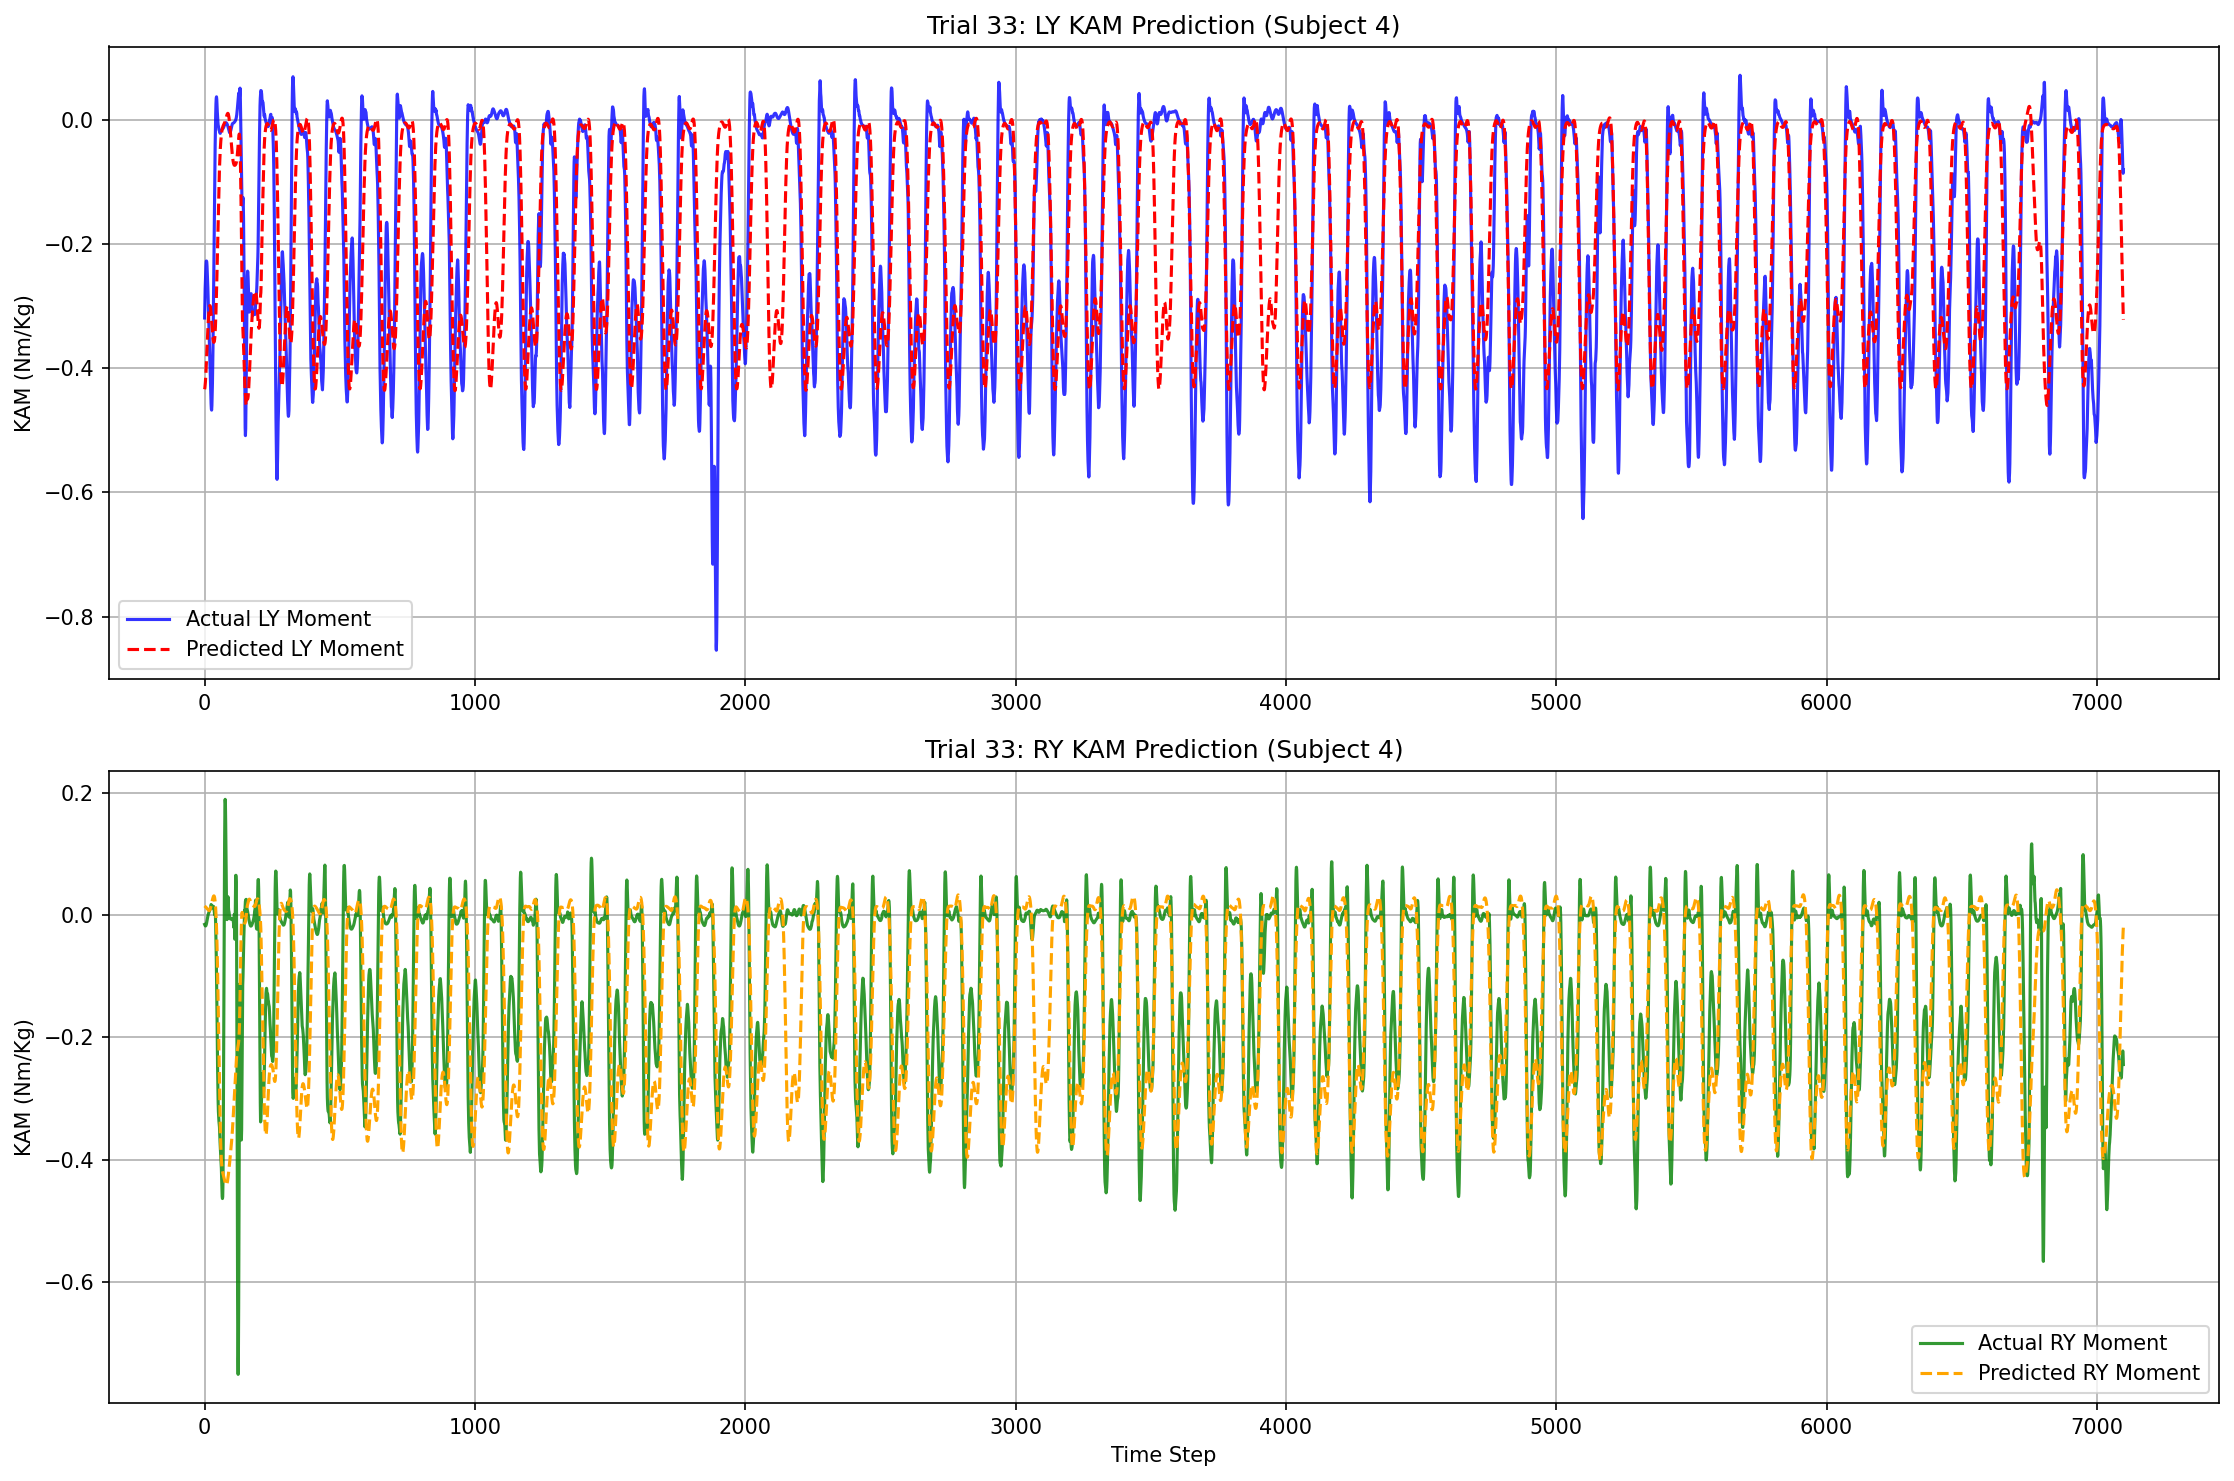 Trial 33: LY KAM Prediction (Subject 4)
KAM (Nm/Kg)
0.0
−0.2
−0.4
−0.6
−0.8
Actual LY Moment
Predicted LY Moment
0 1000 2000 3000 4000 5000 6000 7000
Trial 33: RY KAM Prediction (Subject 4)
KAM (Nm/Kg)
0.2
0.0
−0.2
−0.4
−0.6
Actual RY Moment
Predicted RY Moment
0 1000 2000 3000 4000 5000 6000 7000
Time Step